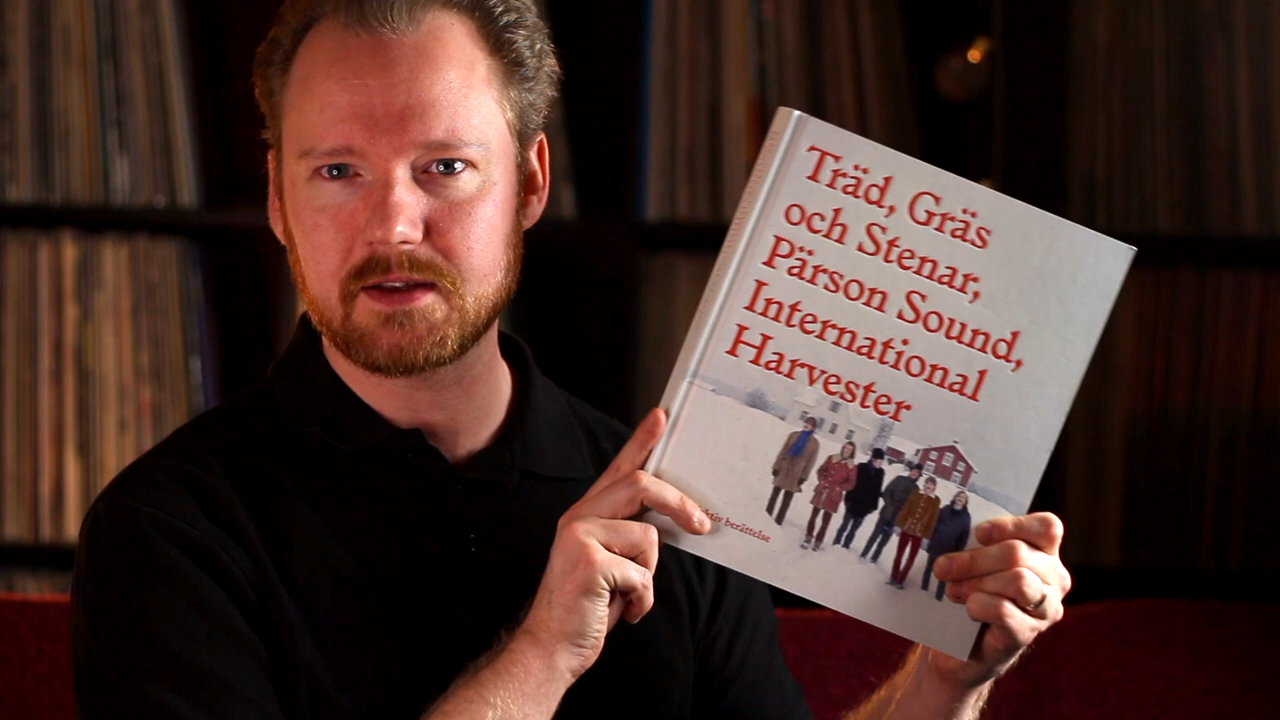 Träd, Gräs
och Stenar,
Pärson Sound,
International
Harvester
berättelse